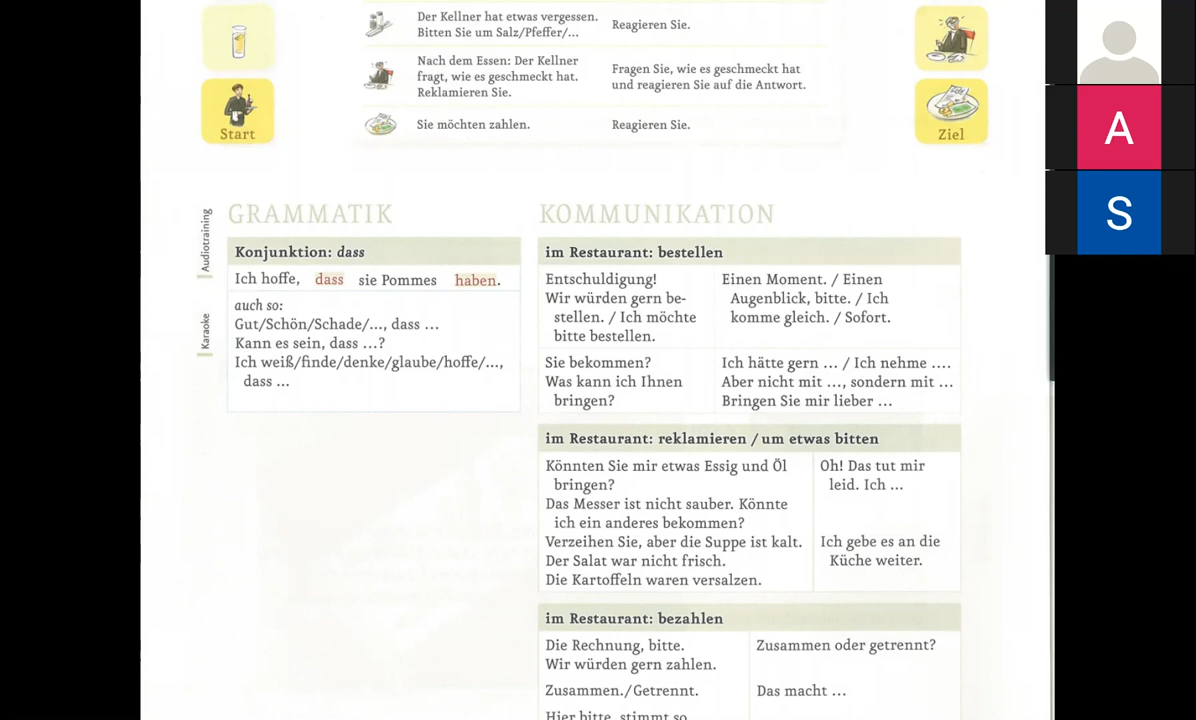 Der Kellner hat etwas vergessen.
Bitten Sie um Salz/Pfeffer/...
Reagieren Sie.
Nach dem Essen: Der Kellner
fragt, wie es geschmeckt hat.
Reklamieren Sie.
Fragen Sie, wie es geschmeckt hat
und reagieren Sie auf die Antwort.
Sie möchten zahlen.
Reagieren Sie.
Start
Ziel
Audiotraining
Karaoke
GRAMMATIK
Konjunktion: dass
Ich hoffe, dass sie Pommes haben.
auch so:
Gut/Schön/Schade/..., dass ...
Kann es sein, dass ...?
Ich weiß/finde/denke/glaube/hoffe/...,
dass ...
KOMMUNIKATION
im Restaurant: bestellen
Entschuldigung!
Wir würden gern be-
stellen. / Ich möchte
bitte bestellen.
Einen Moment. / Einen
Augenblick, bitte. / Ich
komme gleich. / Sofort.
Sie bekommen?
Was kann ich Ihnen
bringen?
Ich hätte gern ... / Ich nehme ....
Aber nicht mit ..., sondern mit ...
Bringen Sie mir lieber ...
im Restaurant: reklamieren / um etwas bitten
Könnten Sie mir etwas Essig und Öl
bringen?
Das Messer ist nicht sauber. Könnte
ich ein anderes bekommen?
Verzeihen Sie, aber die Suppe ist kalt.
Der Salat war nicht frisch.
Die Kartoffeln waren versalzen.
Oh! Das tut mir
leid. Ich ...
Ich gebe es an die
Küche weiter.
im Restaurant: bezahlen
Die Rechnung, bitte.
Wir würden gern zahlen.
Zusammen oder getrennt?
Zusammen./Getrennt.
Das macht ...
Hier bitte, stimmt so.
A
S